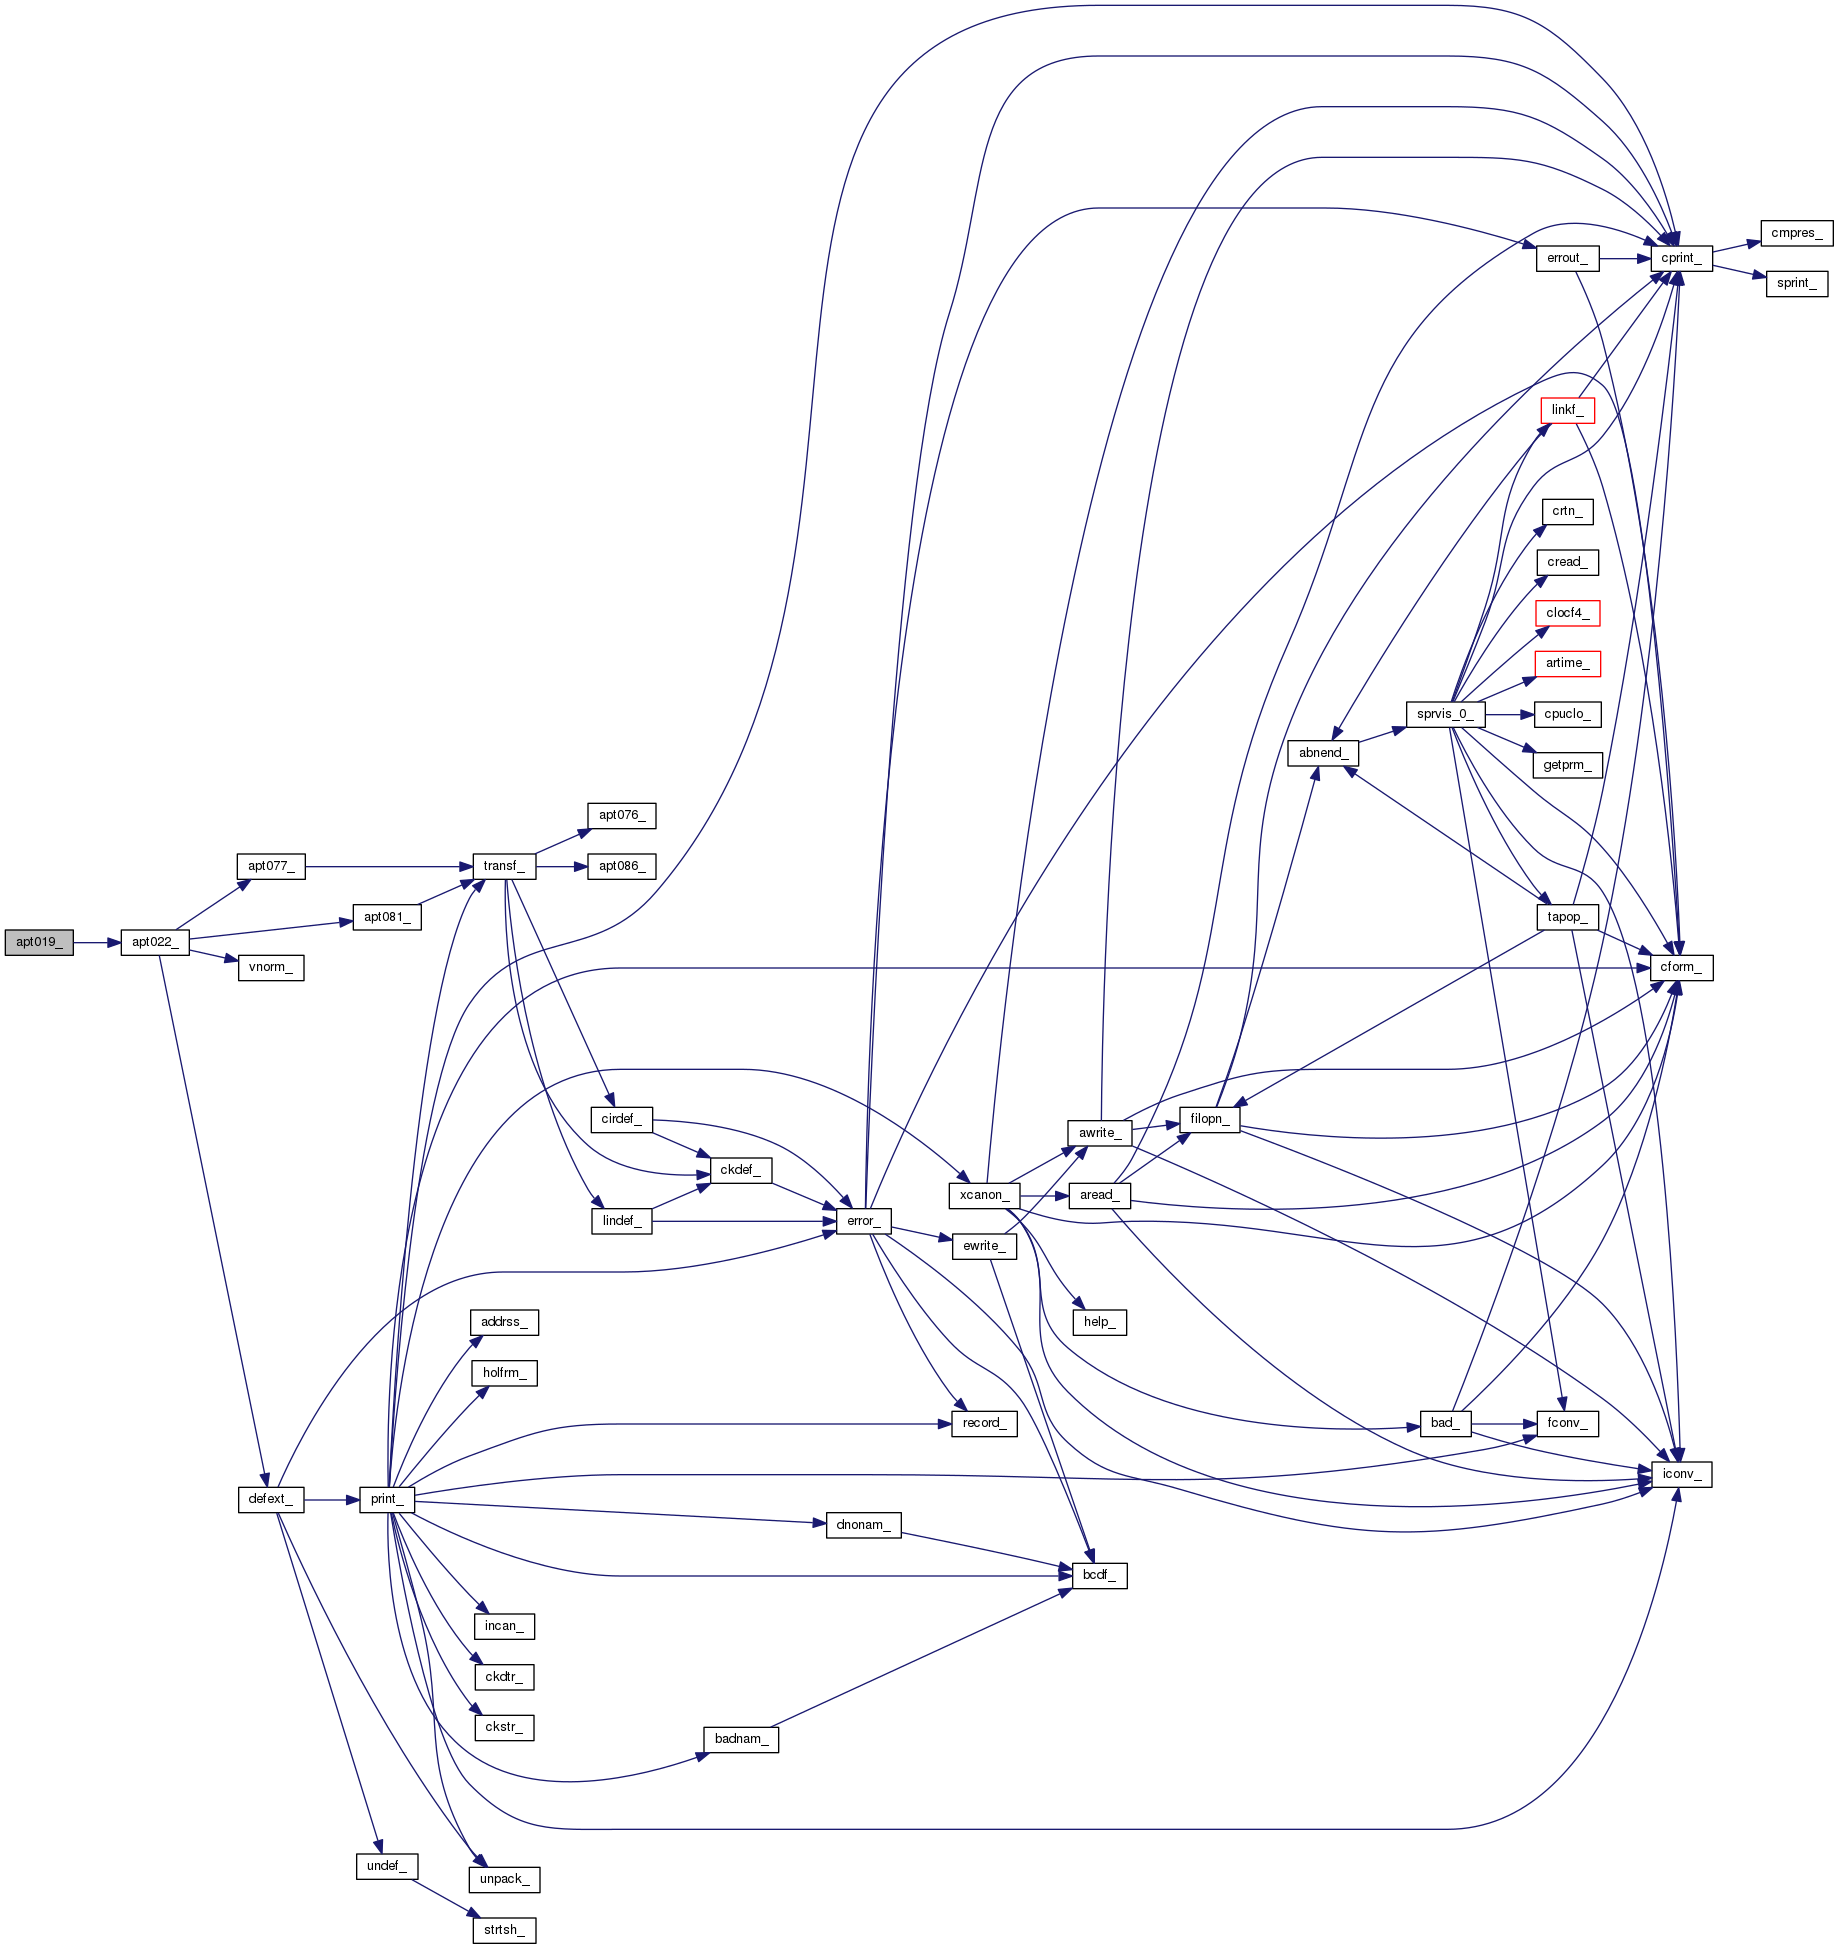 cmpres_
errout_
cprint_
sprint_
linkf_
crtn_
cread_
clocf4_
artime_
sprvis_0_
cpuclo_
abnend_
getprm_
apt076_
apt077_
transf_
apt086_
apt081_
tapop_
apt019_
apt022_
vnorm_
cform_
cirdef_
awrite_
filopn_
ckdef_
xcanon_
aread_
lindef_
error_
ewrite_
addrss_
help_
holfrm_
record_
bad_
fconv_
iconv_
defext_
print_
dnonam_
bcdf_
incan_
ckdtr_
ckstr_
badnam_
undef_
unpack_
strtsh_